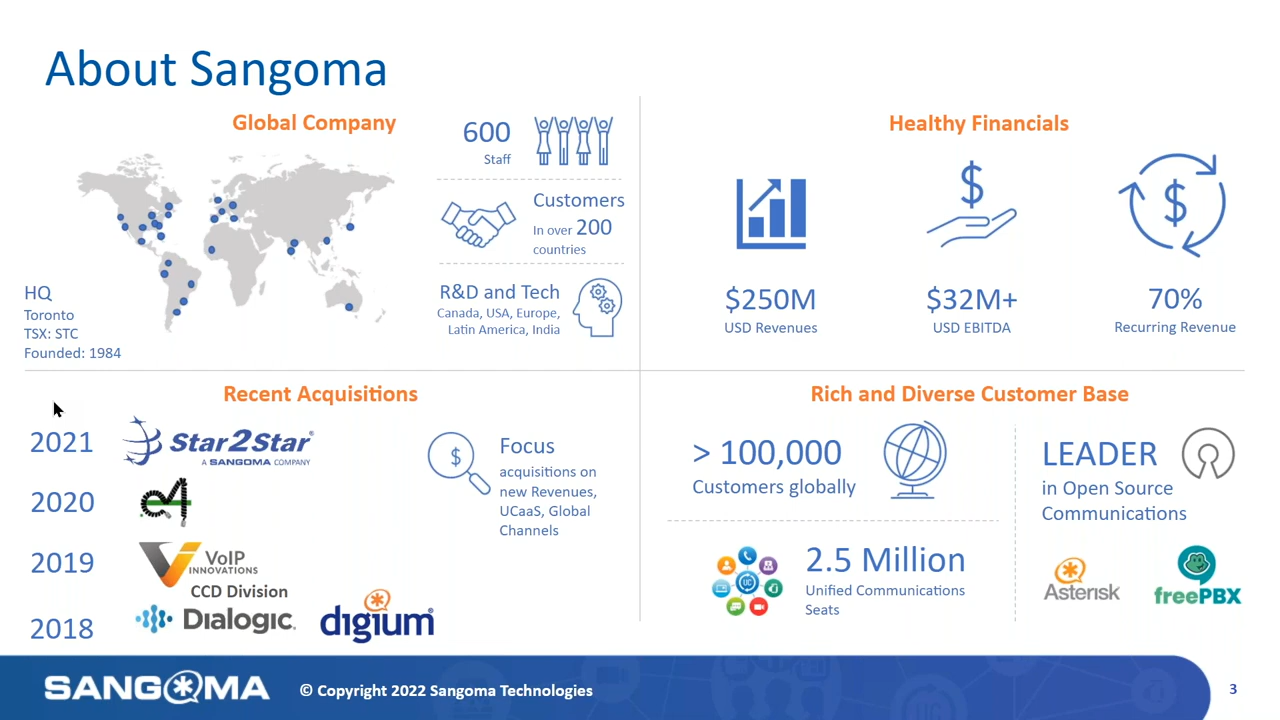 About Sangoma
Global Company
600
Staff
Customers
In over 200
countries
R&D and Tech
Canada, USA, Europe,
Latin America, India
HQ
Toronto
TSX: STC
Founded: 1984
Healthy Financials
$
$
$250M
USD Revenues
$32M+
USD EBITDA
70%
Recurring Revenue
Recent Acquisitions
2021
Star2Star®
A SANGOMA COMPANY
2020
e4
2019
VoIP
INNOVATIONS
CCD Division
2018
Dialogic.
digium®
$
Focus
acquisitions on
new Revenues,
UCaaS, Global
Channels
Rich and Diverse Customer Base
> 100,000
Customers globally
UC
2.5 Million
Unified Communications
Seats
LEADER
in Open Source
Communications
Asterisk
freePBX
SANGOMA
© Copyright 2022 Sangoma Technologies
UC
3